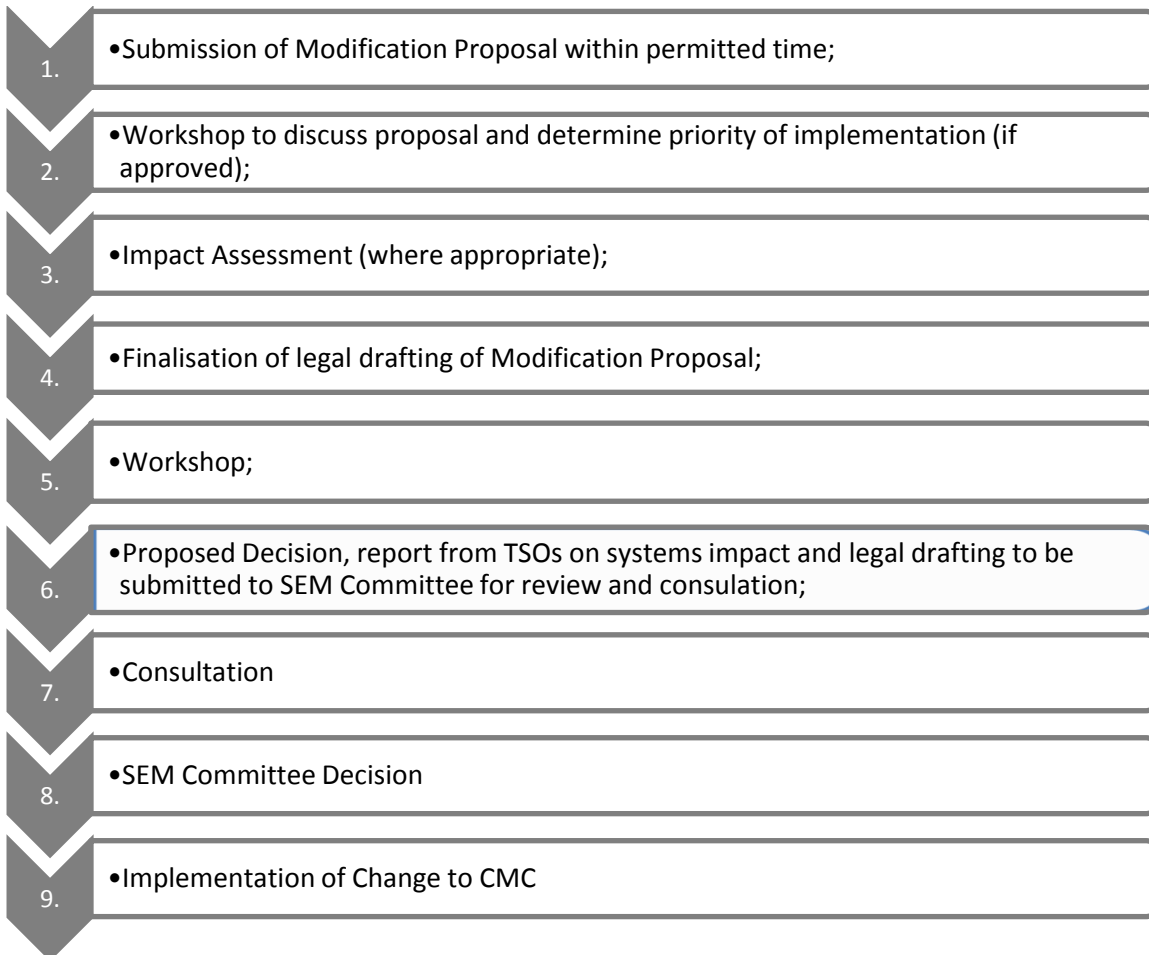 1.
•Submission of Modification Proposal within permitted time;
2.
•Workshop to discuss proposal and determine priority of implementation (if
approved);
3.
•Impact Assessment (where appropriate);
4.
•Finalisation of legal drafting of Modification Proposal;
5.
•Workshop;
6.
•Proposed Decision, report from TSOs on systems impact and legal drafting to be
submitted to SEM Committee for review and consulation;
7.
•Consultation
8.
•SEM Committee Decision
9.
•Implementation of Change to CMC